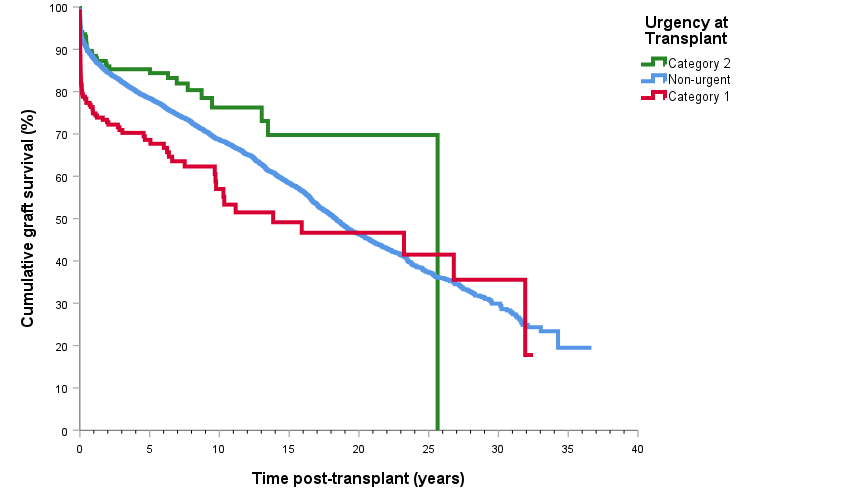 Urgency at
Transplant
Category 2
Non-urgent
Category 1
Cumulative graft survival (%)
100
90
80
70
60
50
40
30
20
10
0
0 5 10 15 20 25 30 35 40
Time post-transplant (years)